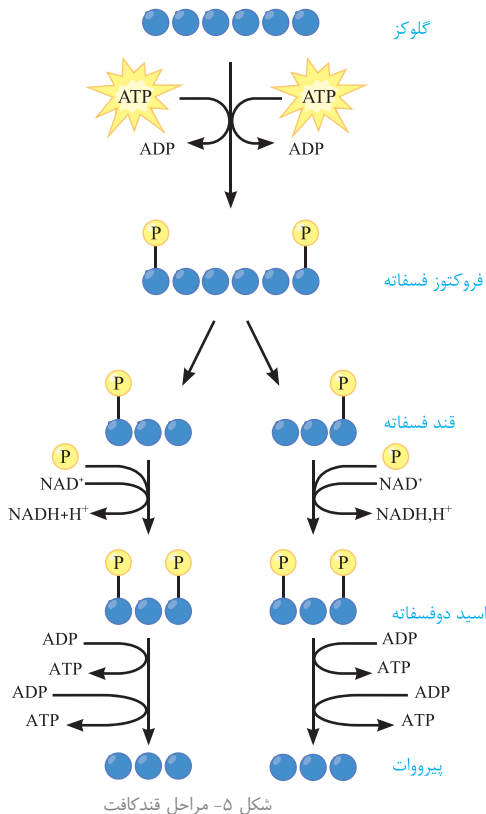 گلوکز
ATP ATP
ADP ADP
P P
فروکتوز فسفاته
P P
قند فسفاته
P P
NAD⁺ NAD⁺
NADH+H⁺ NADH,H⁺
P P P P
اسید دوفسفاته
ADP ADP
ATP ATP
ADP ADP
ATP ATP
پیرووات
شکل ۵- مراحل قندکافت